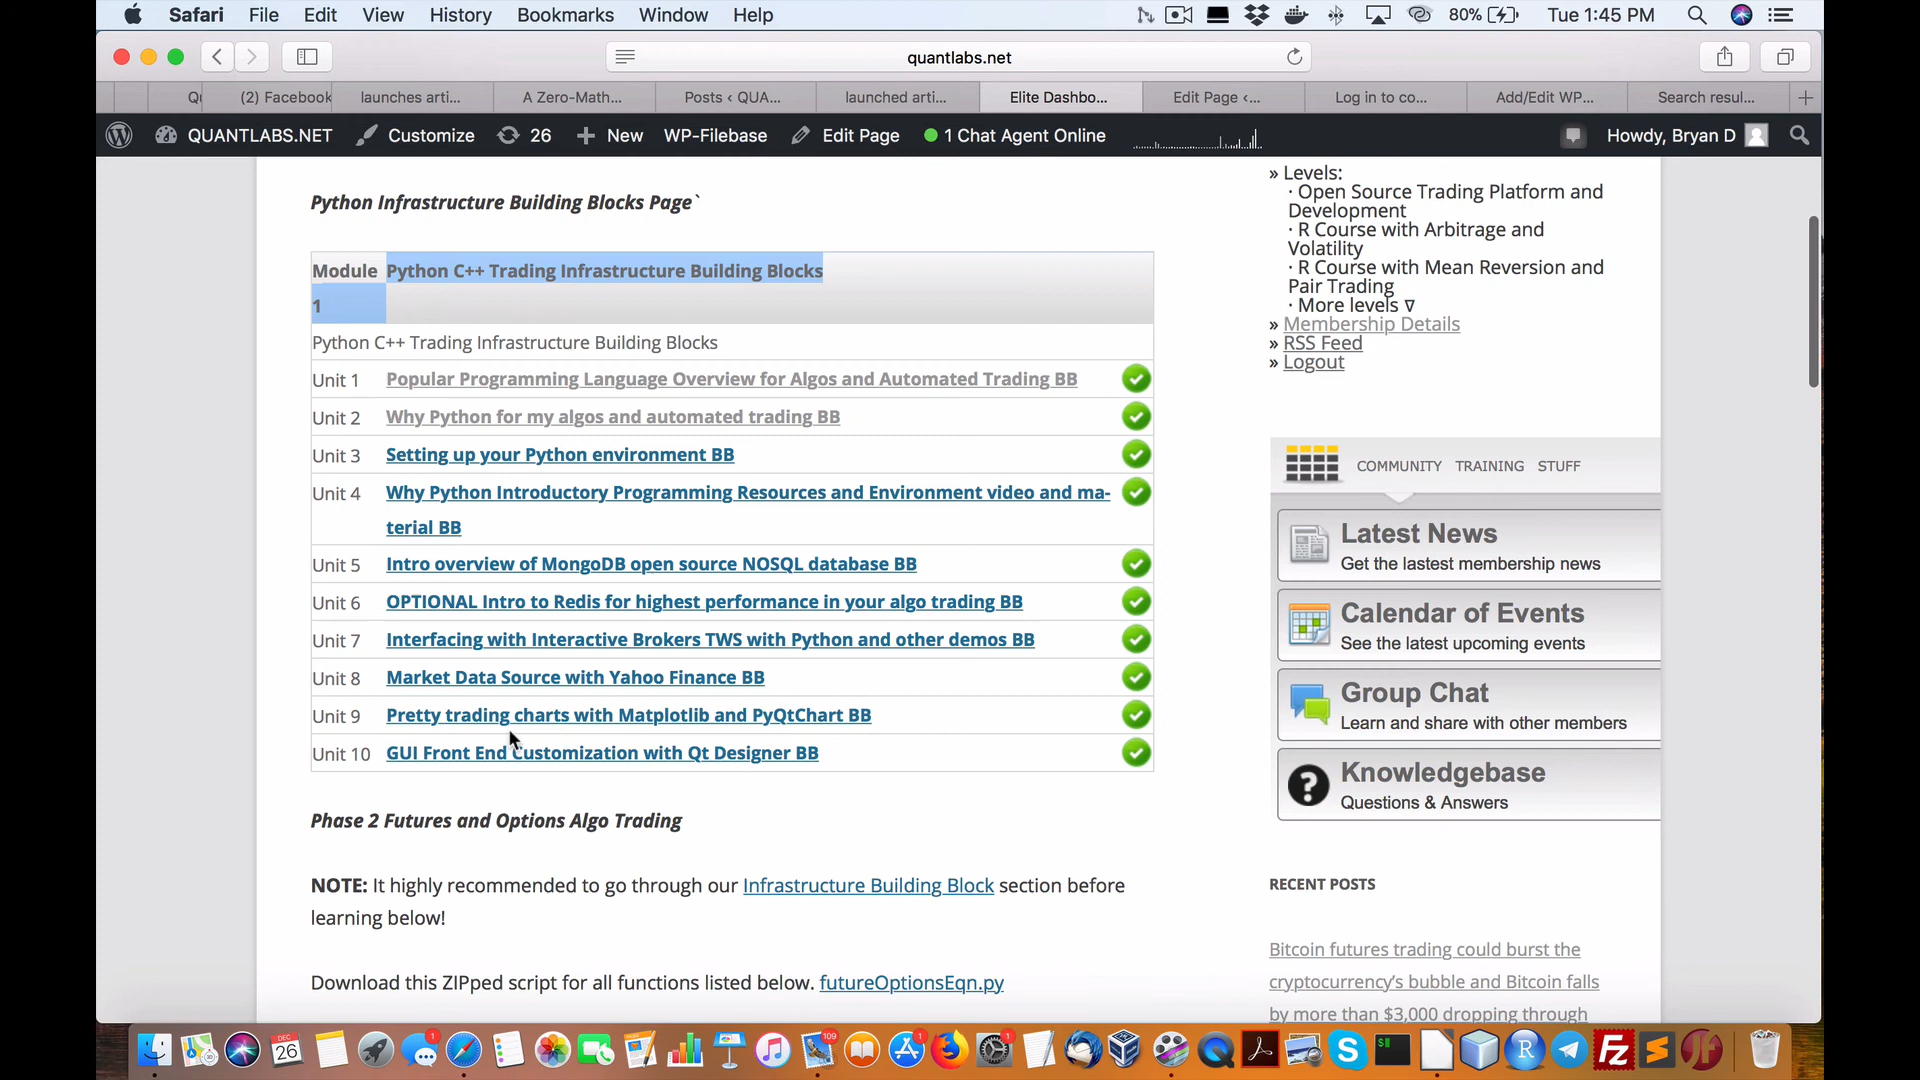 Safari File Edit View History Bookmarks Window Help 80% Tue 1:45 PM
quantlabs.net
(2) Facebook launches arti... A Zero-Math... Posts ‹ QUA... launched arti... Elite Dashbo... Edit Page ‹... Log in to co... Add/Edit WP... Search resul...
QUANTLABS.NET Customize 26 New WP-Filebase Edit Page 1 Chat Agent Online Howdy, Bryan D
Python Infrastructure Building Blocks Page`
Module Python C++ Trading Infrastructure Building Blocks
1
Python C++ Trading Infrastructure Building Blocks
Unit 1 Popular Programming Language Overview for Algos and Automated Trading BB
Unit 2 Why Python for my algos and automated trading BB
Unit 3 Setting up your Python environment BB
Unit 4 Why Python Introductory Programming Resources and Environment video and ma-
terial BB
Unit 5 Intro overview of MongoDB open source NOSQL database BB
Unit 6 OPTIONAL Intro to Redis for highest performance in your algo trading BB
Unit 7 Interfacing with Interactive Brokers TWS with Python and other demos BB
Unit 8 Market Data Source with Yahoo Finance BB
Unit 9 Pretty trading charts with Matplotlib and PyQtChart BB
Unit 10 GUI Front End Customization with Qt Designer BB
Phase 2 Futures and Options Algo Trading
NOTE: It highly recommended to go through our Infrastructure Building Block section before
learning below!
Download this ZIPped script for all functions listed below. futureOptionsEqn.py
» Levels:
· Open Source Trading Platform and
Development
· R Course with Arbitrage and
Volatility
· R Course with Mean Reversion and
Pair Trading
· More levels ∇
» Membership Details
» RSS Feed
» Logout
COMMUNITY TRAINING STUFF
Latest News
Get the lastest membership news
Calendar of Events
See the latest upcoming events
Group Chat
Learn and share with other members
Knowledgebase
Questions & Answers
RECENT POSTS
Bitcoin futures trading could burst the
cryptocurrency's bubble and Bitcoin falls
by more than $3,000 dropping through
DEC
26
1
109
1